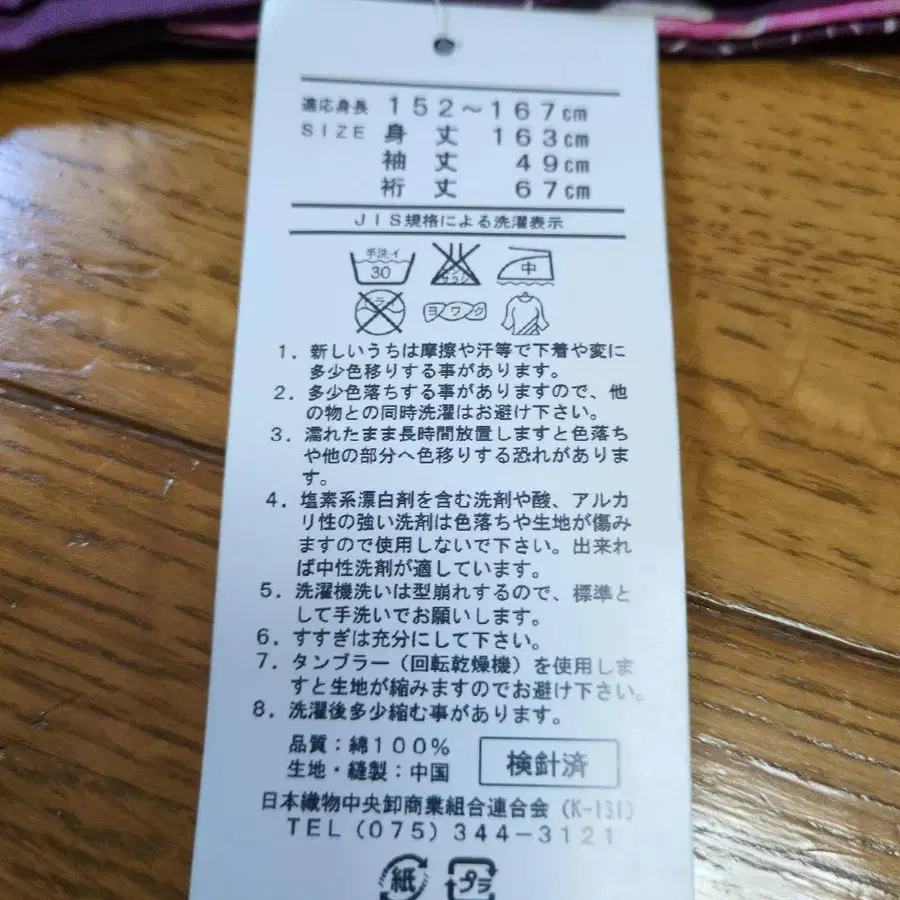 適応身長 152～167cm
SIZE 身丈 163cm
袖丈 49cm
裄丈 67cm
JIS規格による洗濯表示
手洗イ 30 中
ヨワク
1．新しいうちは摩擦や汗等で下着や変に
多少色移りする事があります。
2．多少色落ちする事がありますので、他
の物との同時洗濯はお避け下さい。
3．濡れたまま長時間放置しますと色落ち
や他の部分へ色移りする恐れがありま
す。
4．塩素系漂白剤を含む洗剤や酸、アルカ
リ性の強い洗剤は色落ちや生地が傷み
ますので使用しないで下さい。出来れ
ば中性洗剤が適しています。
5．洗濯機洗いは型崩れするので、標準と
して手洗いでお願いします。
6．すすぎは充分にして下さい。
7．タンブラー（回転乾燥機）を使用しま
すと生地が縮みますのでお避け下さい。
8．洗濯後多少縮む事があります。
品質：綿100％
生地・縫製：中国 検針済
日本織物中央卸商業組合連合会（K-131）
TEL（075）344－3121
紙 プラ